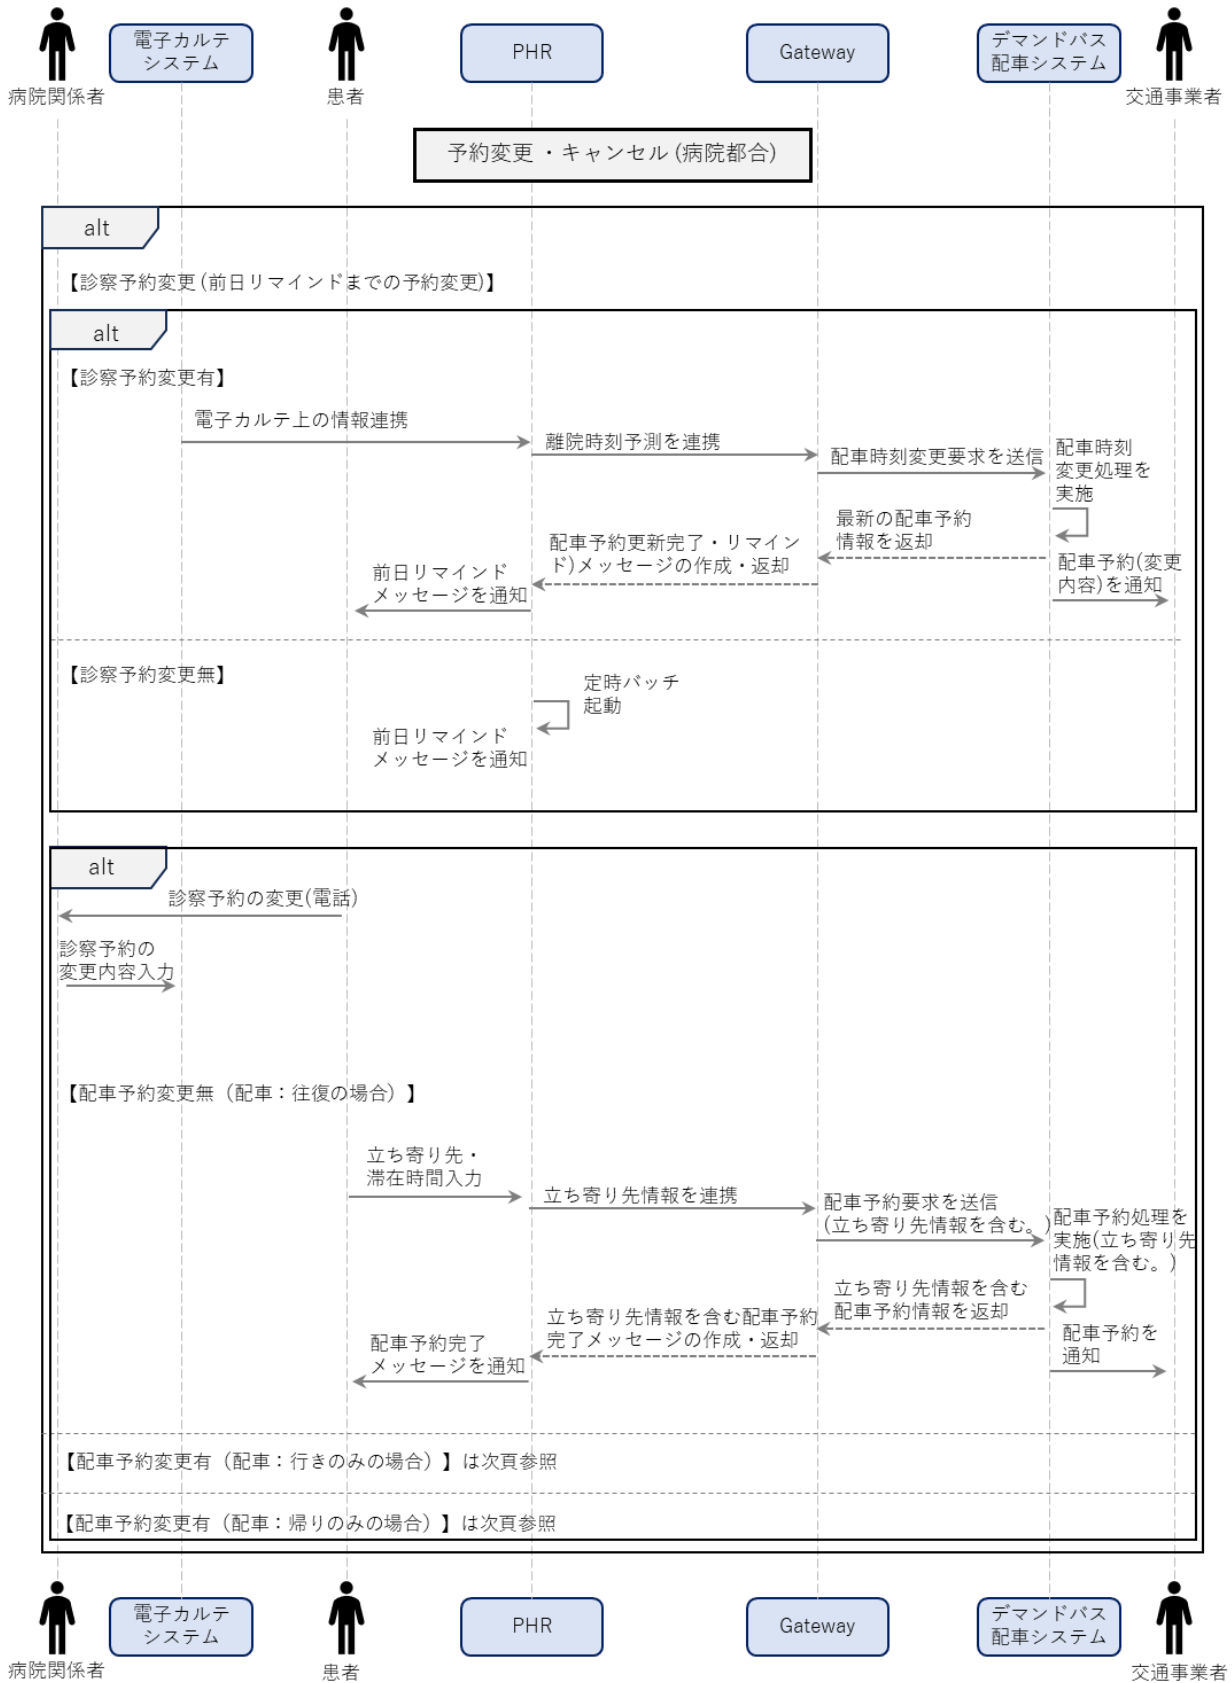 電子カルテ
システム
PHR
Gateway
デマンドバス
配車システム
病院関係者
患者
交通事業者
予約変更・キャンセル(病院都合)
alt
【診察予約変更(前日リマインドまでの予約変更)】
alt
【診察予約変更有】
電子カルテ上の情報連携
離院時刻予測を連携
配車時刻変更要求を送信
配車時刻
変更処理を
実施
最新の配車予約
情報を返却
配車予約更新完了・リマイン
ド)メッセージの作成・返却
前日リマインド
メッセージを通知
配車予約(変更
内容)を通知
【診察予約変更無】
定時バッチ
起動
前日リマインド
メッセージを通知
alt
診察予約の変更(電話)
診察予約の
変更内容入力
【配車予約変更無（配車：往復の場合）】
立ち寄り先・
滞在時間入力
立ち寄り先情報を連携
配車予約要求を送信
(立ち寄り先情報を含む。)
配車予約処理を
実施(立ち寄り先
情報を含む。)
立ち寄り先情報を含む
配車予約情報を返却
立ち寄り先情報を含む配車予約
完了メッセージの作成・返却
配車予約完了
メッセージを通知
配車予約を
通知
【配車予約変更有（配車：行きのみの場合）】は次頁参照
【配車予約変更有（配車：帰りのみの場合）】は次頁参照
電子カルテ
システム
PHR
Gateway
デマンドバス
配車システム
病院関係者
患者
交通事業者